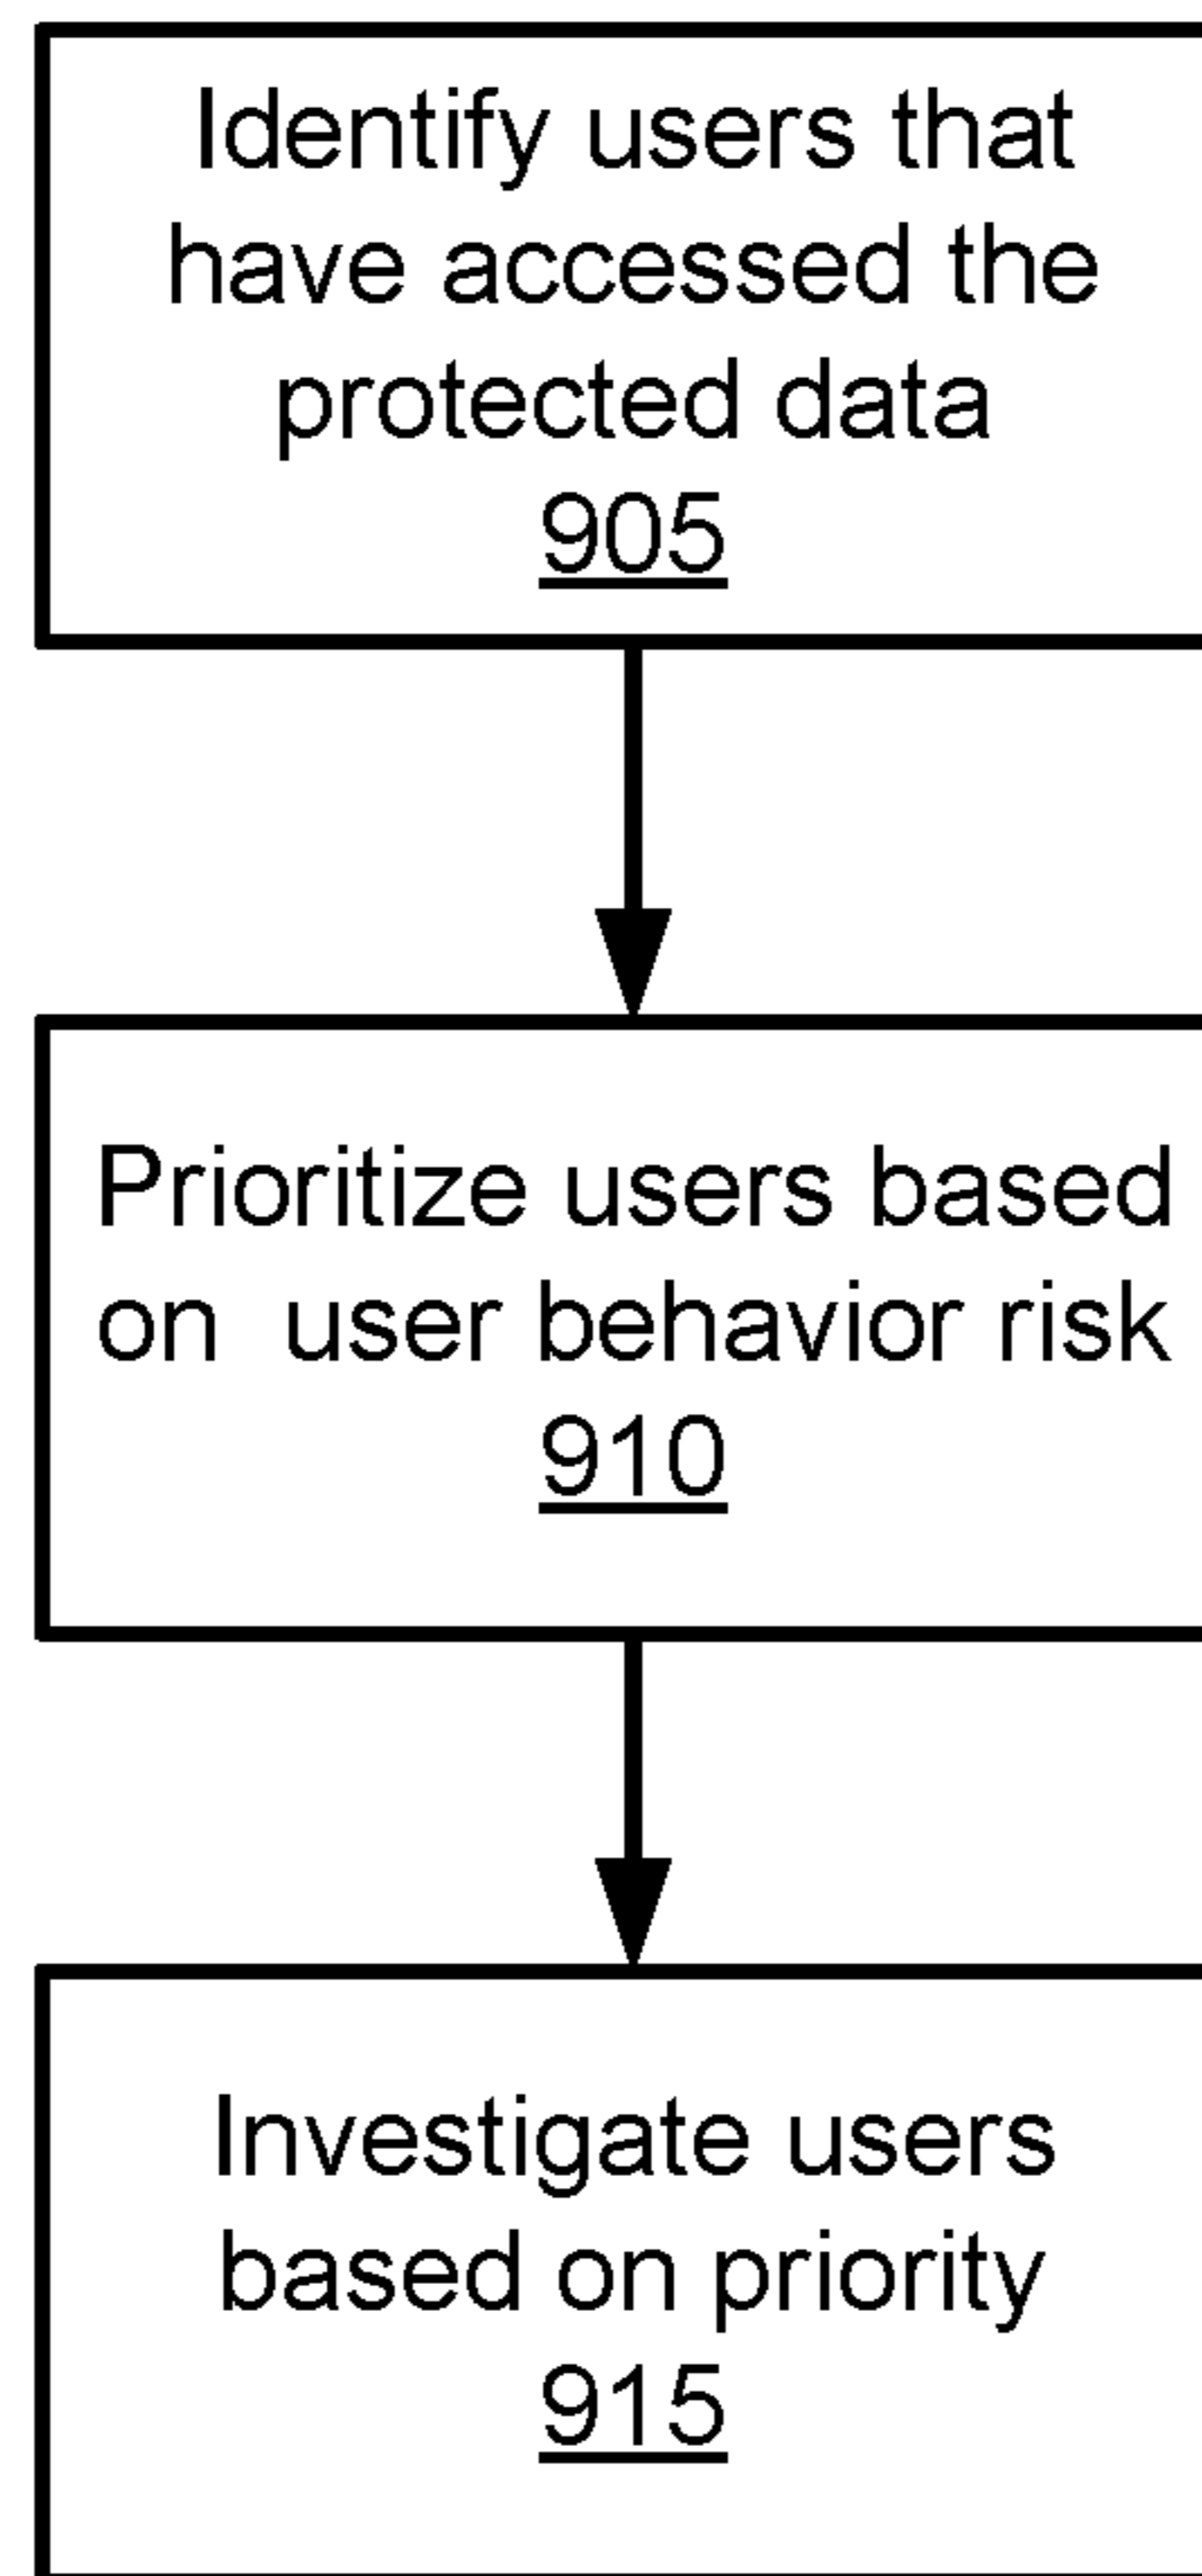 Identify users that
have accessed the
protected data
905
Prioritize users based
on user behavior risk
910
Investigate users
based on priority
915